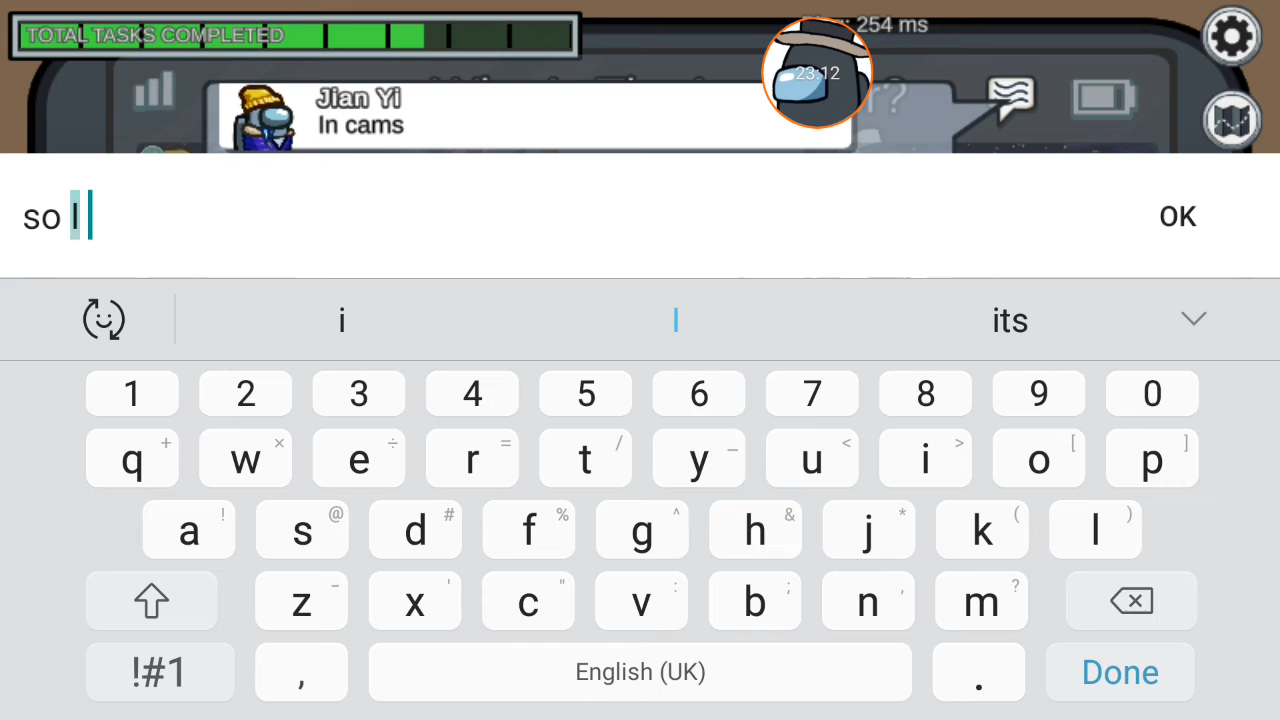 TOTAL TASKS COMPLETED
254 ms
23:12
r?
Jian Yi
In cams
so I
OK
i I its
1 2 3 4 5 6 7 8 9 0
q + w × e ÷ r = t / y _ u < i > o [ p ]
a ! s @ d # f % g ^ h & j * k ( l )
z - x ' c " v : b ; n , m ?
!#1 , English (UK) . Done